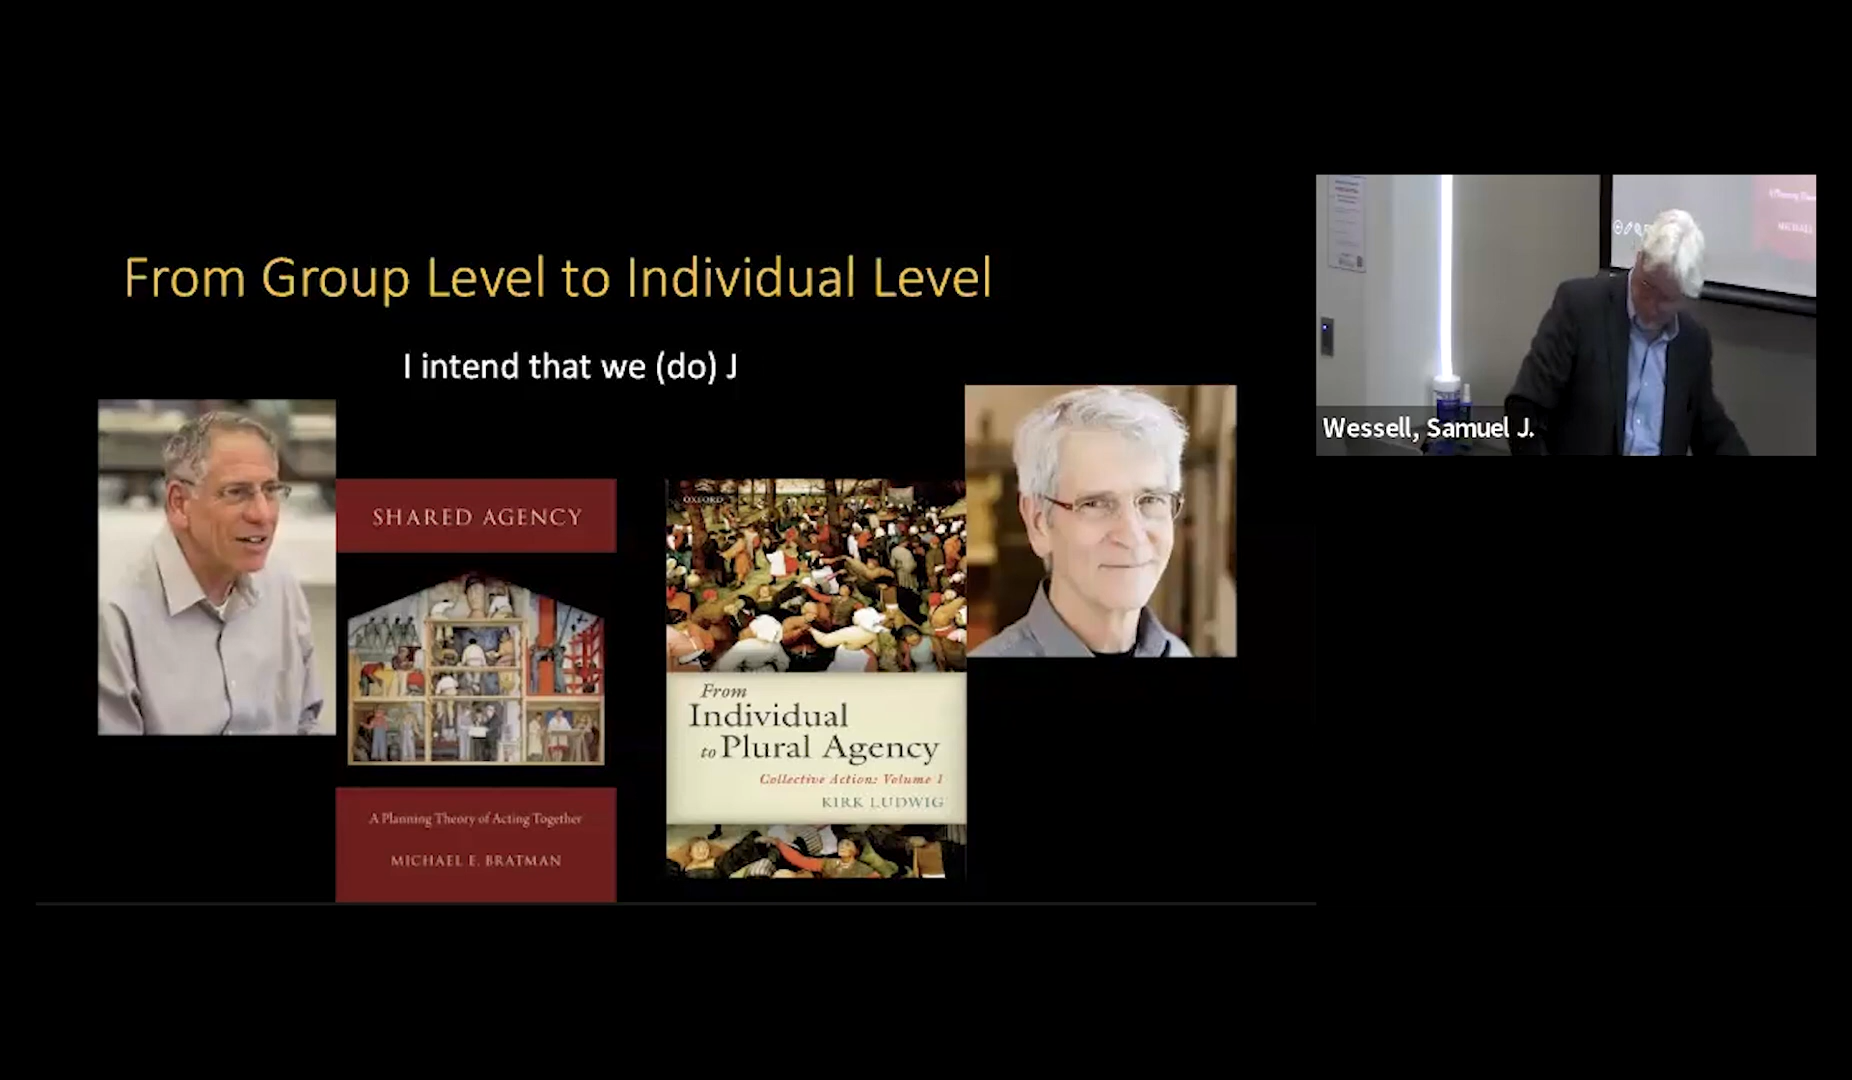 From Group Level to Individual Level
I intend that we (do) J
SHARED AGENCY
A Planning Theory of Acting Together
MICHAEL E. BRATMAN
OXFORD
From
Individual
to Plural Agency
Collective Action: Volume 1
KIRK LUDWIG
Wessell, Samuel J.